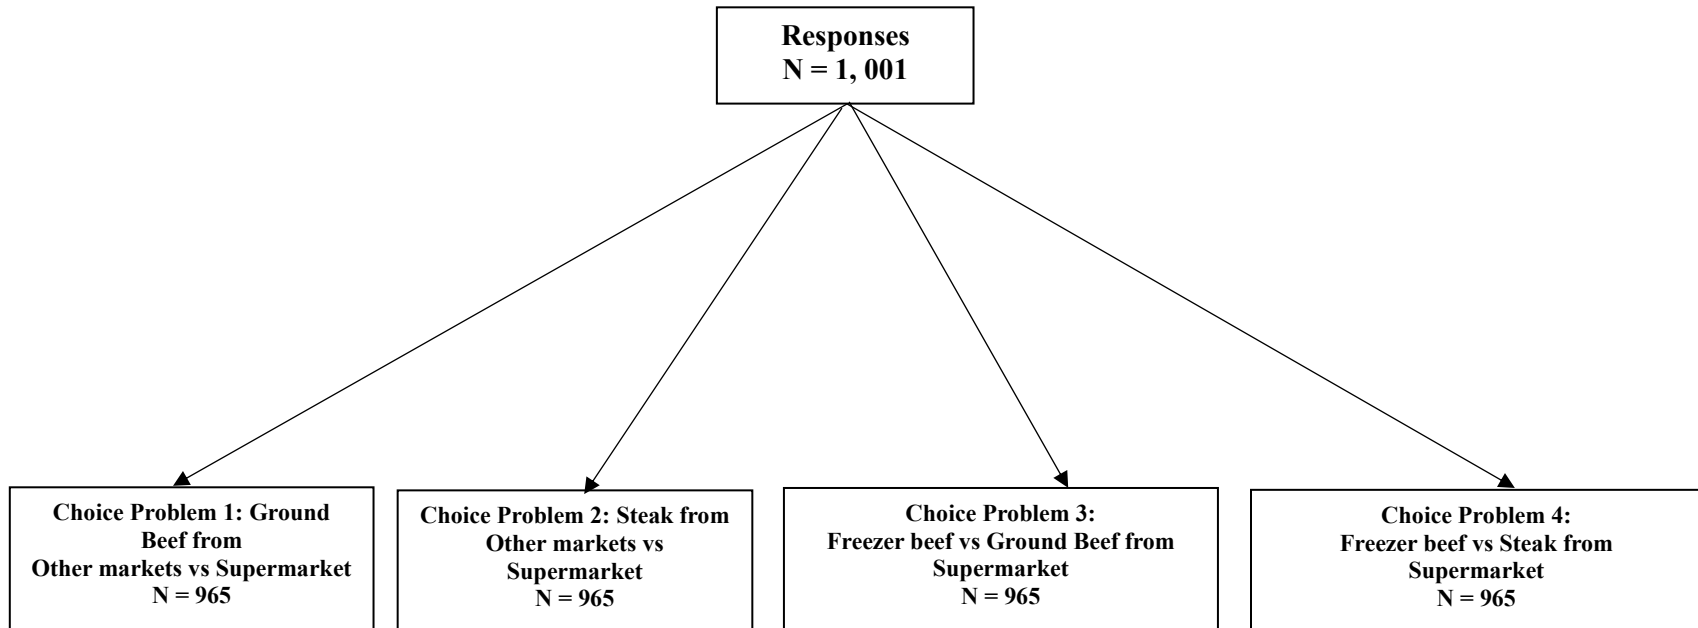 Responses
N = 1, 001
Choice Problem 1: Ground
Beef from
Other markets vs Supermarket
N = 965
Choice Problem 2: Steak from
Other markets vs
Supermarket
N = 965
Choice Problem 3:
Freezer beef vs Ground Beef from
Supermarket
N = 965
Choice Problem 4:
Freezer beef vs Steak from
Supermarket
N = 965